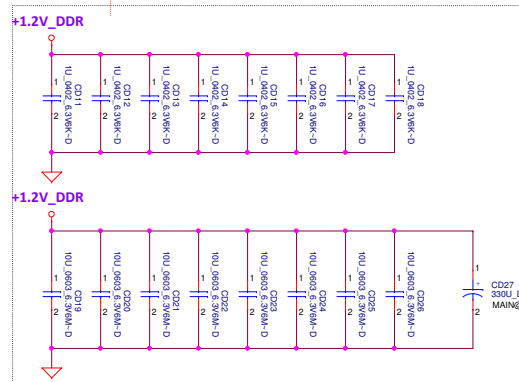 +1.2V_DDR
1 1 1 1 1 1 1 1
2 2 2 2 2 2 2 2
CD11
1U_0402_6.3V6K~D
CD12
1U_0402_6.3V6K~D
CD13
1U_0402_6.3V6K~D
CD14
1U_0402_6.3V6K~D
CD15
1U_0402_6.3V6K~D
CD16
1U_0402_6.3V6K~D
CD17
1U_0402_6.3V6K~D
CD18
1U_0402_6.3V6K~D
+1.2V_DDR
1 1 1 1 1 1 1 1
2 2 2 2 2 2 2 2
CD19
10U_0603_6.3V6M~D
CD20
10U_0603_6.3V6M~D
CD21
10U_0603_6.3V6M~D
CD22
10U_0603_6.3V6M~D
CD23
10U_0603_6.3V6M~D
CD24
10U_0603_6.3V6M~D
CD25
10U_0603_6.3V6M~D
CD26
10U_0603_6.3V6M~D
1
+
CD27
330U_D
MAIN@
2